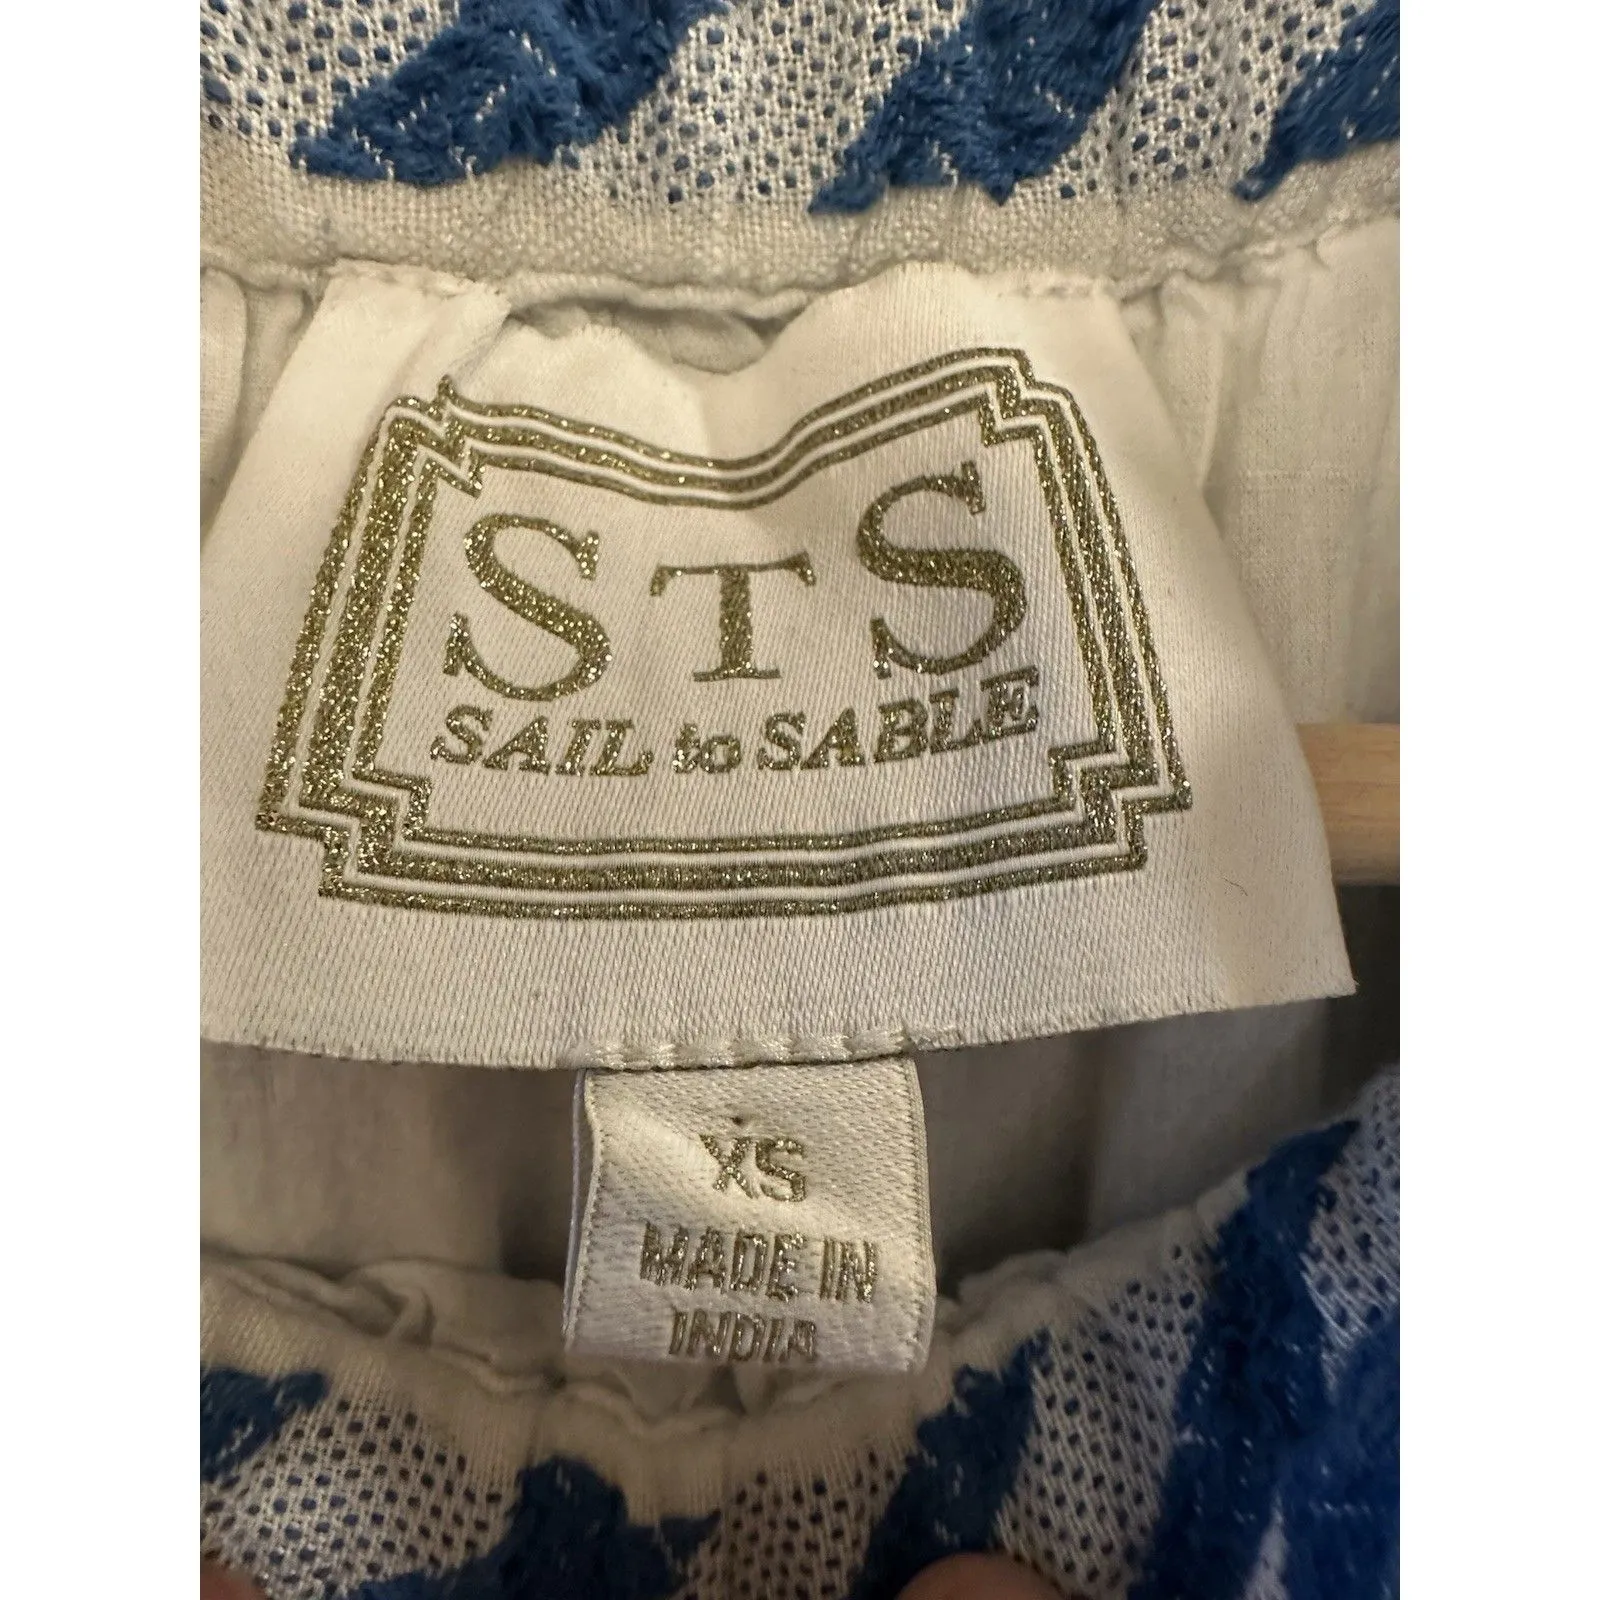 STS
SAIL to SABLE
XS
MADE IN
INDIA